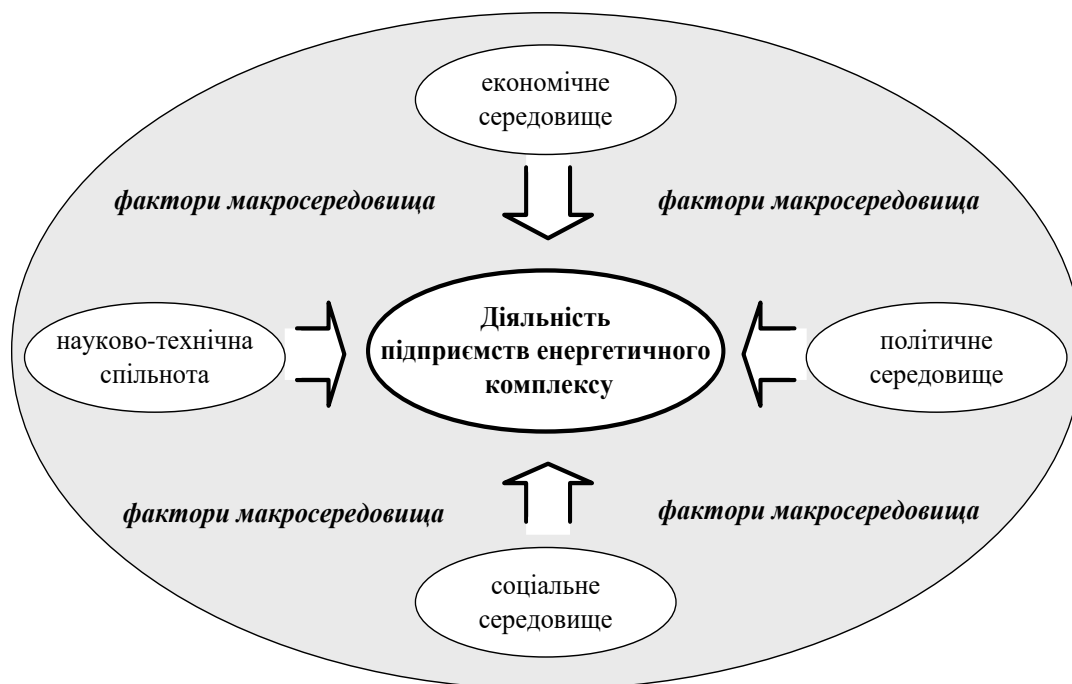 економічне
середовище
фактори макросередовища
фактори макросередовища
науково-технічна
спільнота
Діяльність
підприємств енергетичного
комплексу
політичне
середовище
фактори макросередовища
фактори макросередовища
соціальне
середовище